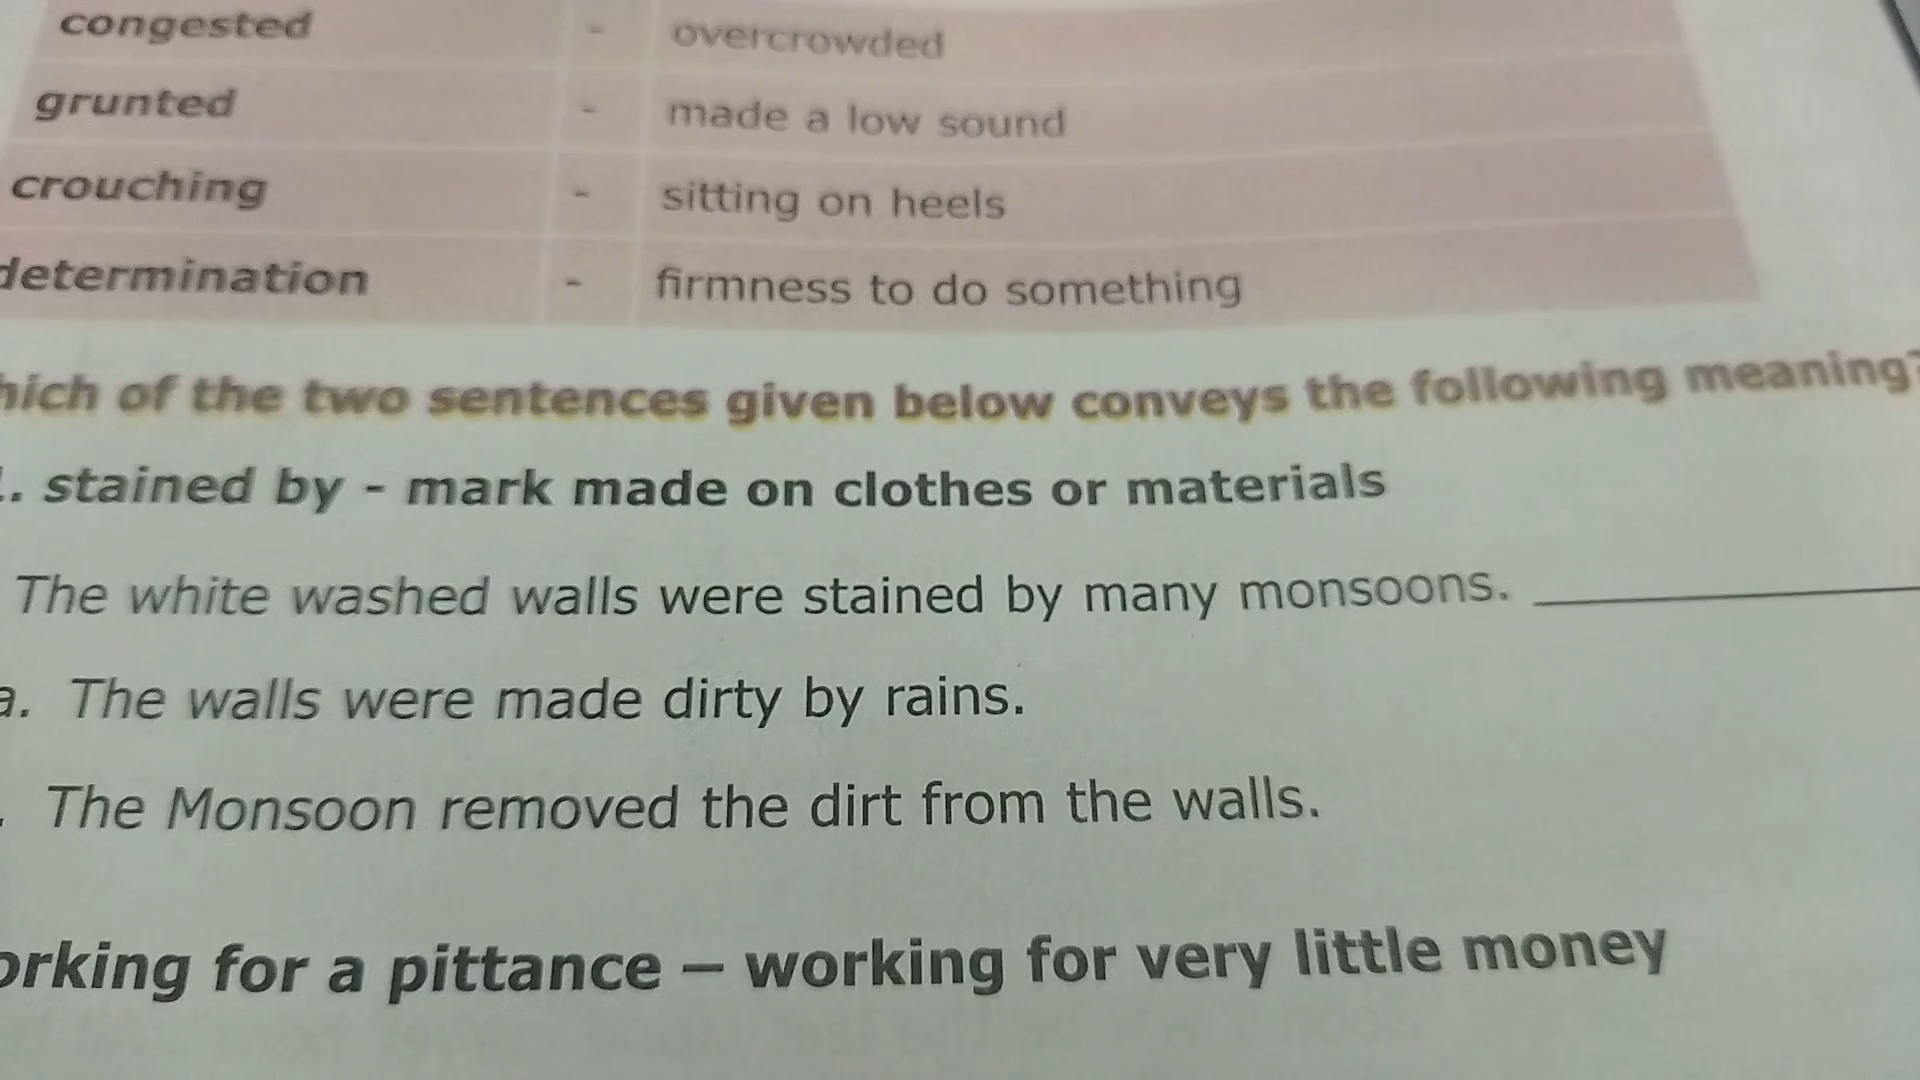 congested - overcrowded
grunted - made a low sound
crouching - sitting on heels
determination - firmness to do something
hich of the two sentences given below conveys the following meaning?
. stained by - mark made on clothes or materials
The white washed walls were stained by many monsoons. ____________
a. The walls were made dirty by rains.
. The Monsoon removed the dirt from the walls.
orking for a pittance – working for very little money